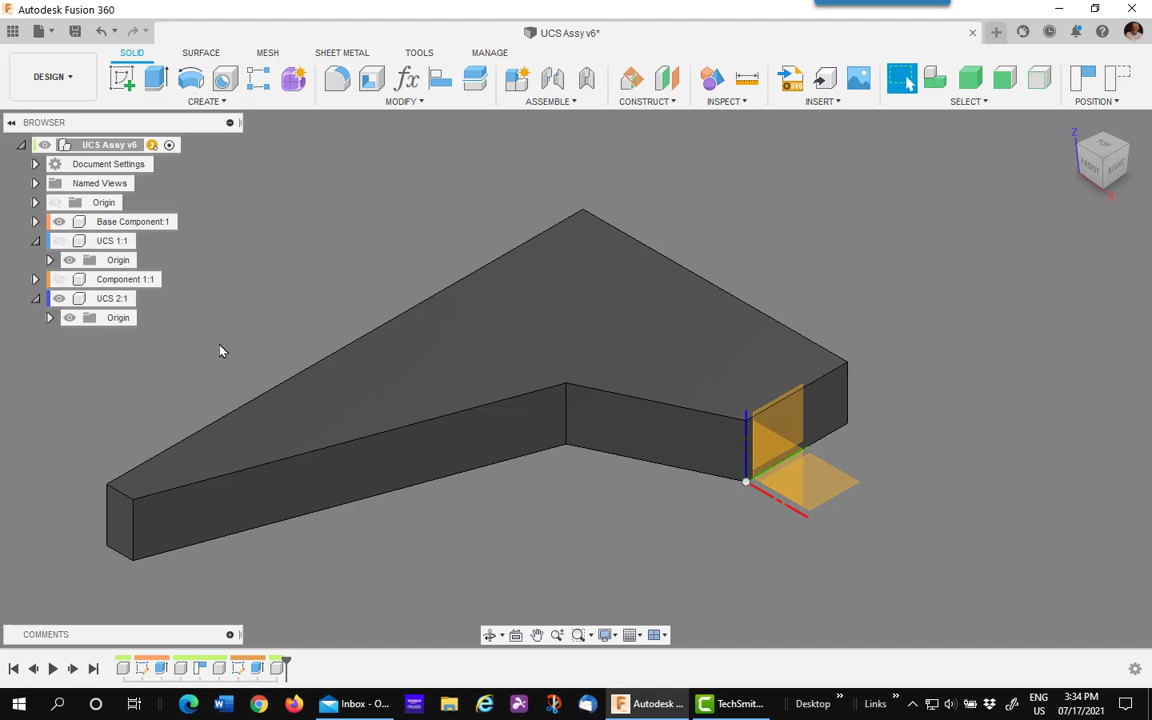 Autodesk Fusion 360
UCS Assy v6*
DESIGN
SOLID SURFACE MESH SHEET METAL TOOLS MANAGE
CREATE MODIFY ASSEMBLE CONSTRUCT INSPECT INSERT SELECT POSITION
BROWSER
UCS Assy v6
Document Settings
Named Views
Origin
Base Component:1
UCS 1:1
Origin
Component 1:1
UCS 2:1
Origin
Z
TOP
FRONT RIGHT
X
COMMENTS
Inbox - O...
Autodesk ...
TechSmit...
Desktop
Links
ENG
US
3:34 PM
07/17/2021